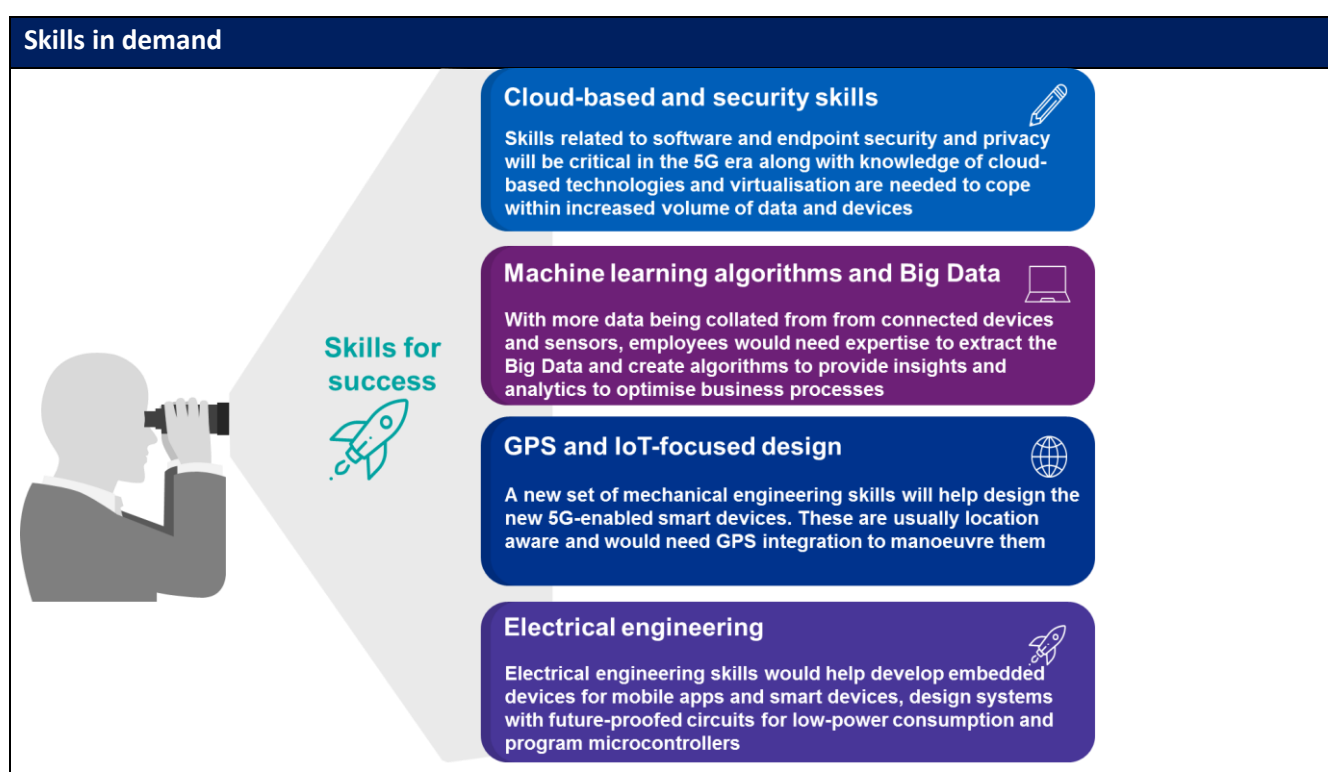 Skills in demand
Skills for
success
Cloud-based and security skills
Skills related to software and endpoint security and privacy
will be critical in the 5G era along with knowledge of cloud-
based technologies and virtualisation are needed to cope
within increased volume of data and devices
Machine learning algorithms and Big Data
With more data being collated from from connected devices
and sensors, employees would need expertise to extract the
Big Data and create algorithms to provide insights and
analytics to optimise business processes
GPS and IoT-focused design
A new set of mechanical engineering skills will help design the
new 5G-enabled smart devices. These are usually location
aware and would need GPS integration to manoeuvre them
Electrical engineering
Electrical engineering skills would help develop embedded
devices for mobile apps and smart devices, design systems
with future-proofed circuits for low-power consumption and
program microcontrollers